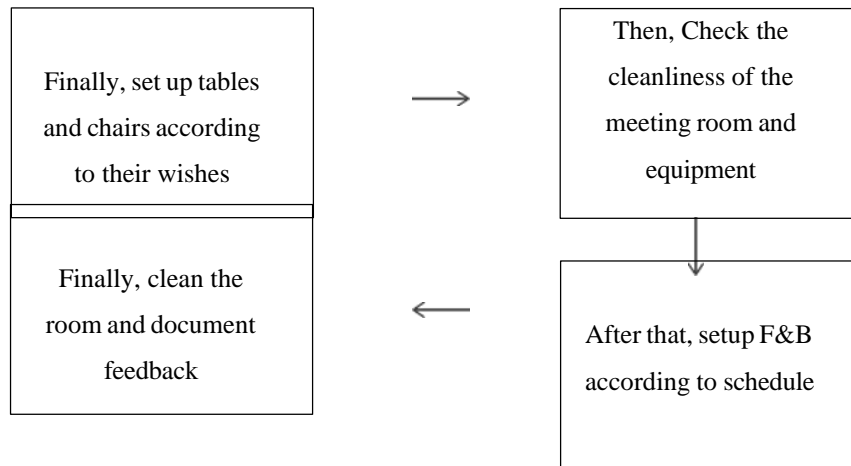 Finally, set up tables
and chairs according
to their wishes
Then, Check the
cleanliness of the
meeting room and
equipment
After that, setup F&B
according to schedule
Finally, clean the
room and document
feedback